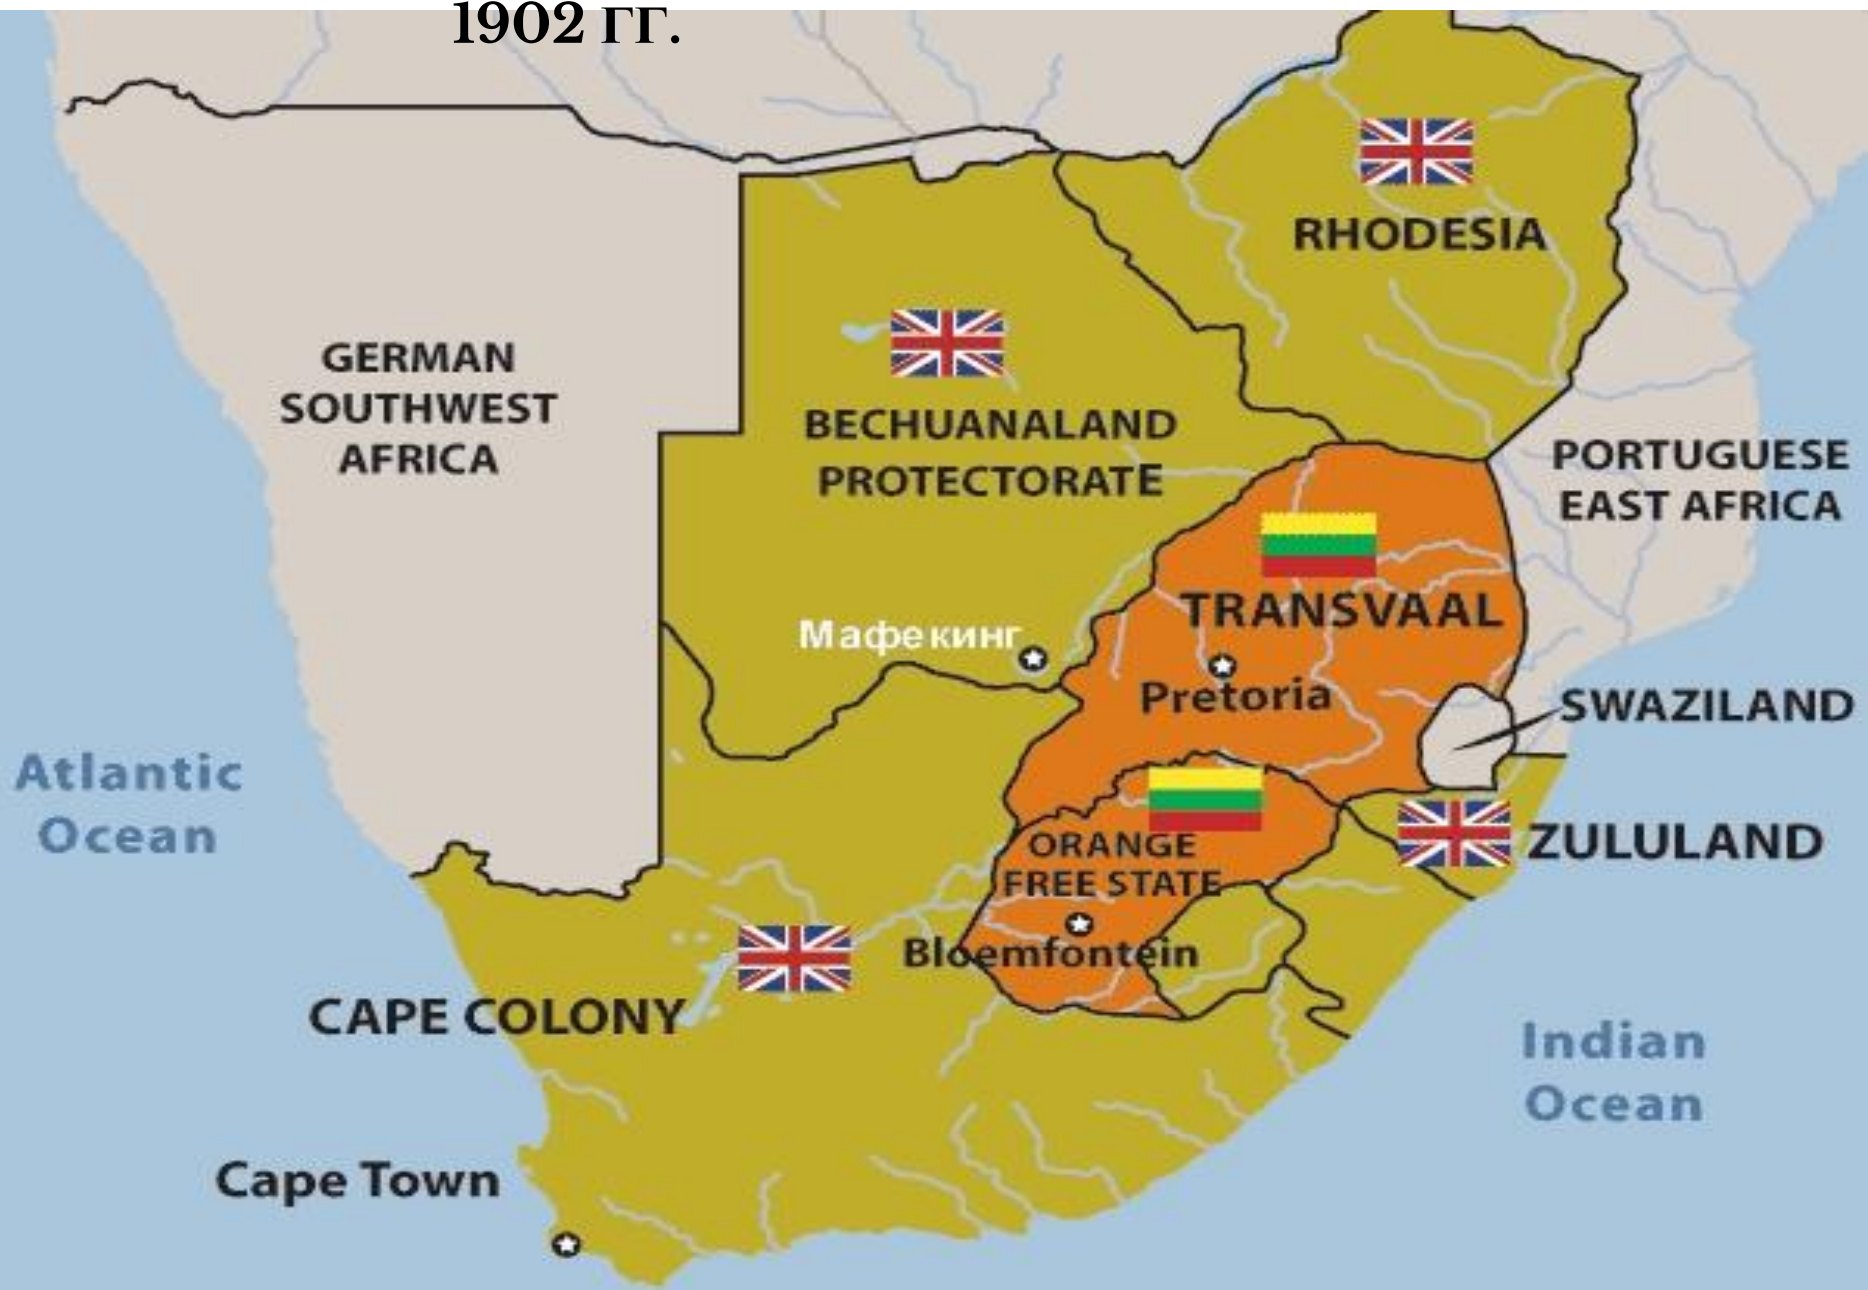 1902 гг.
RHODESIA
GERMAN
SOUTHWEST
AFRICA
BECHUANALAND
PROTECTORATE
PORTUGUESE
EAST AFRICA
TRANSVAAL
Мафекинг
Pretoria
SWAZILAND
Atlantic
Ocean
ZULULAND
ORANGE
FREE STATE
Bloemfontein
CAPE COLONY
Indian
Ocean
Cape Town